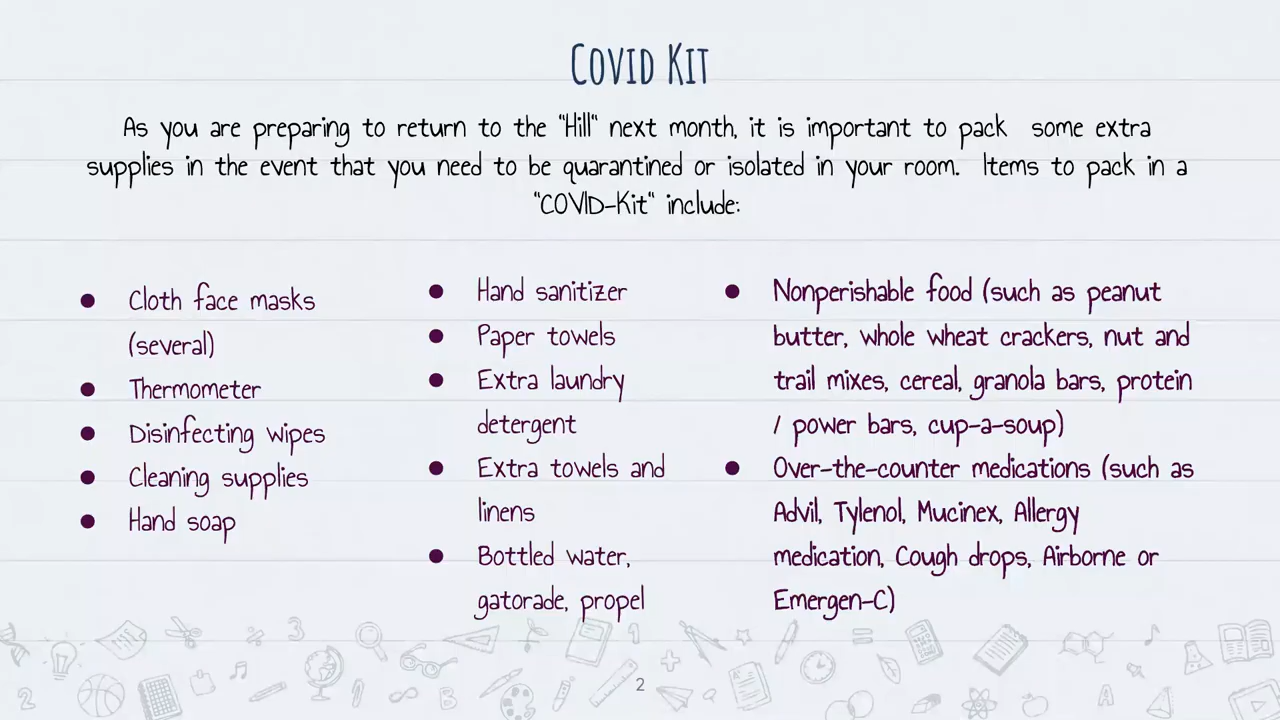 Covid Kit
As you are preparing to return to the "Hill" next month, it is important to pack some extra
supplies in the event that you need to be quarantined or isolated in your room. Items to pack in a
"COVID-Kit" include:
● Cloth face masks
(several)
● Thermometer
● Disinfecting wipes
● Cleaning supplies
● Hand soap
● Hand sanitizer
● Paper towels
● Extra laundry
detergent
● Extra towels and
linens
● Bottled water,
gatorade, propel
● Nonperishable food (such as peanut
butter, whole wheat crackers, nut and
trail mixes, cereal, granola bars, protein
/ power bars, cup-a-soup)
● Over-the-counter medications (such as
Advil, Tylenol, Mucinex, Allergy
medication, Cough drops, Airborne or
Emergen-C)
2